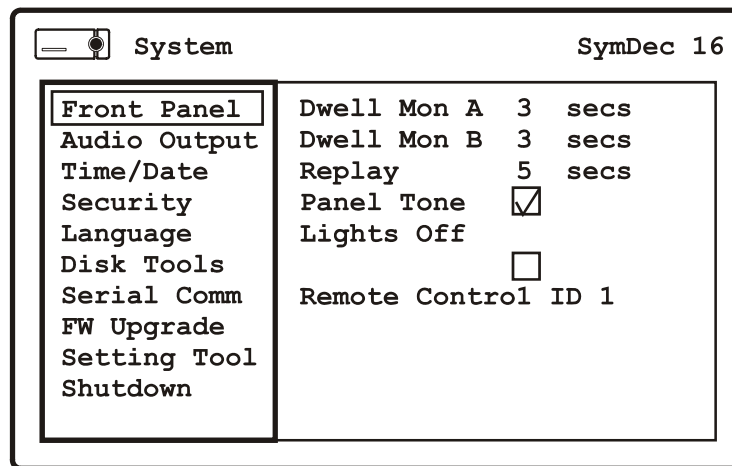 System SymDec 16
Front Panel
Audio Output
Time/Date
Security
Language
Disk Tools
Serial Comm
FW Upgrade
Setting Tool
Shutdown
Dwell Mon A 3 secs
Dwell Mon B 3 secs
Replay 5 secs
Panel Tone
Lights Off
Remote Control ID 1